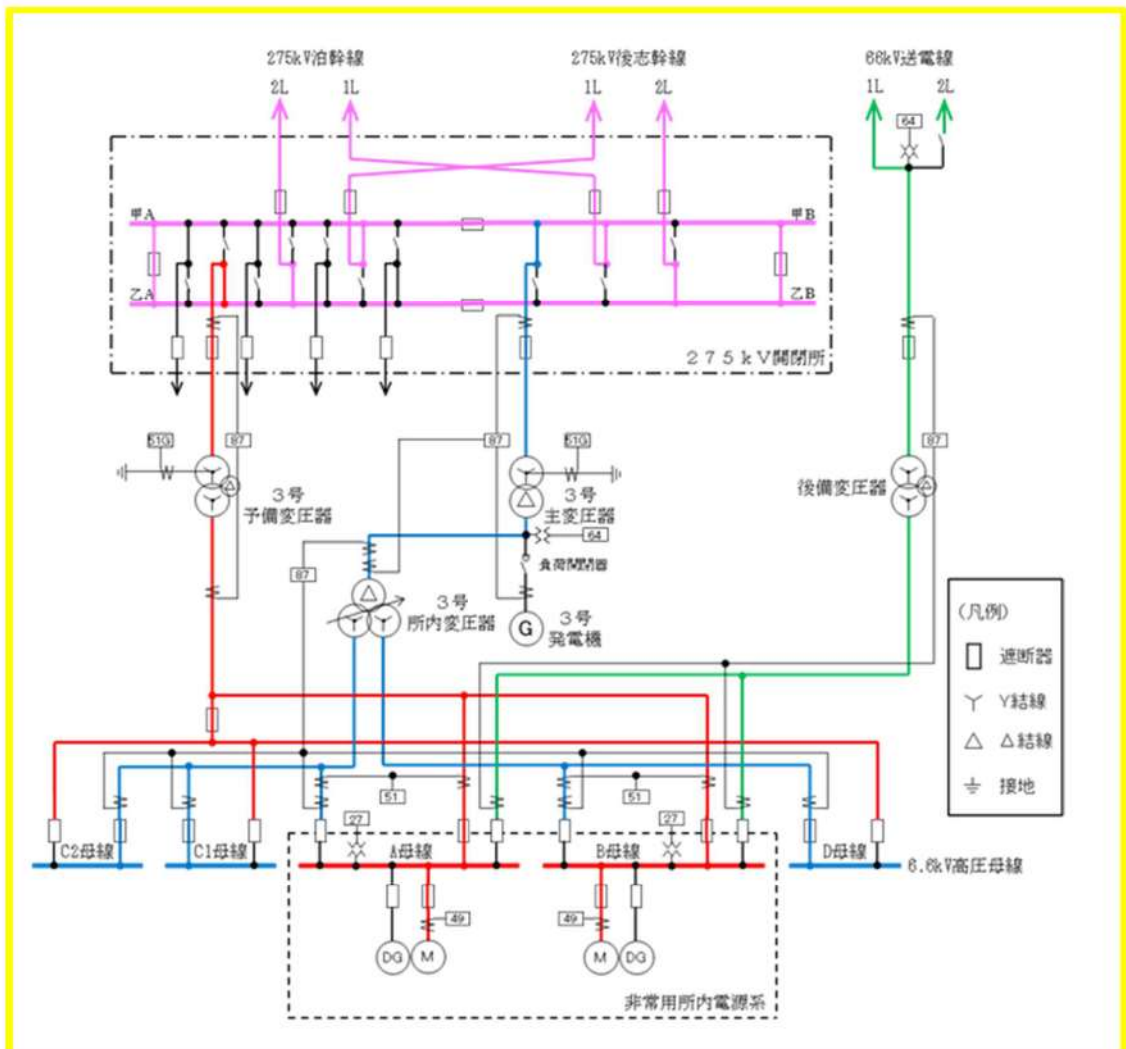 275kV泊幹線 275kV後志幹線 66kV送電線
2L 1L 1L 2L 1L 2L
64
甲A 甲B
乙A 乙B
275kV開閉所
51G 87 87 51G 87
3号
予備変圧器
3号
主変圧器
後備変圧器
64
負荷開閉器
87
3号
所内変圧器
G
3号
発電機
(凡例)
遮断器
Y結線
△結線
接地
51 51
27 27
C2母線 C1母線 A母線 B母線 D母線
6.6kV高圧母線
49 49
DG M M DG
非常用所内電源系